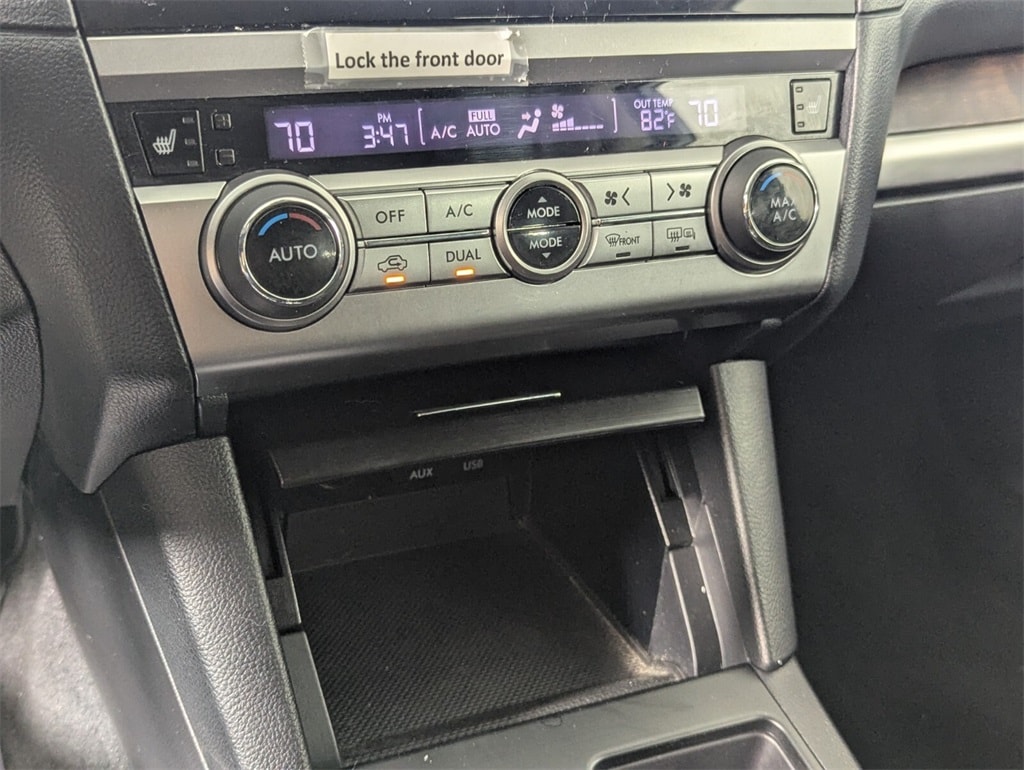 Lock the front door
70
PM
3:47
A/C
FULL
AUTO
OUT TEMP
82°F
70
AUTO
OFF
A/C
MODE
MODE
DUAL
FRONT
MAX
A/C
AUX
USB